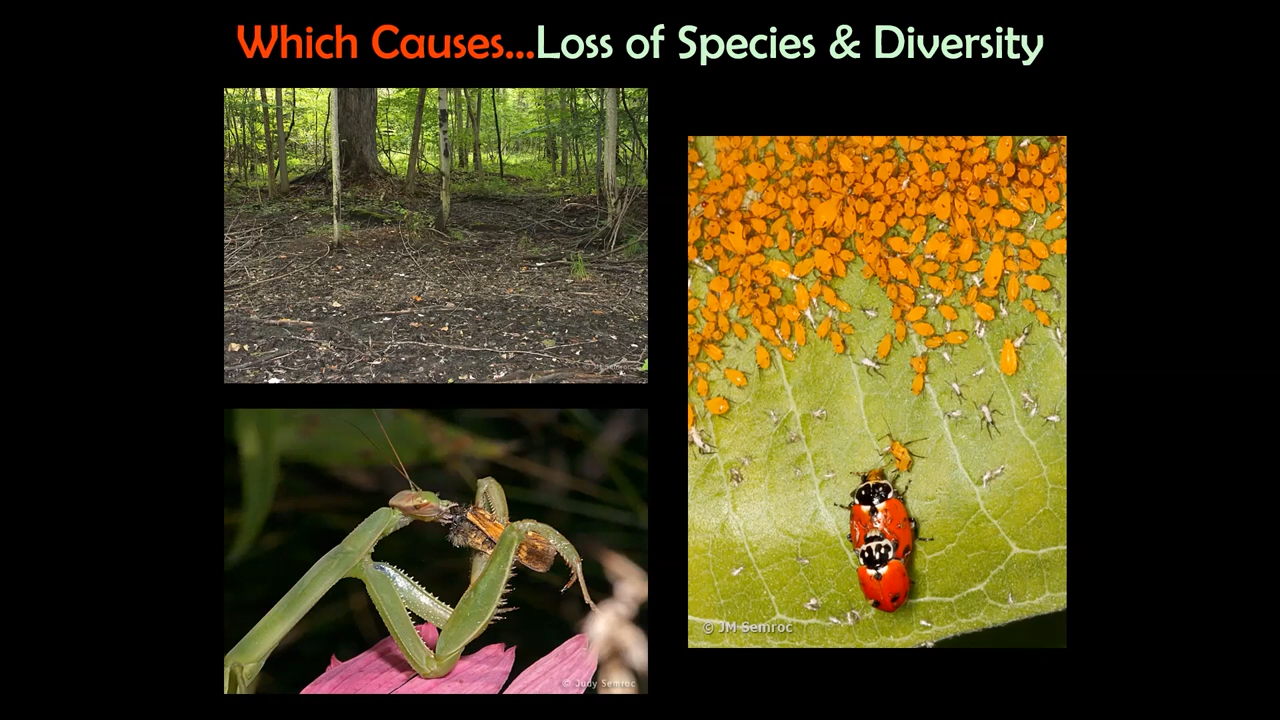 Which Causes...Loss of Species & Diversity
© JM Semroc
© Judy Semroc